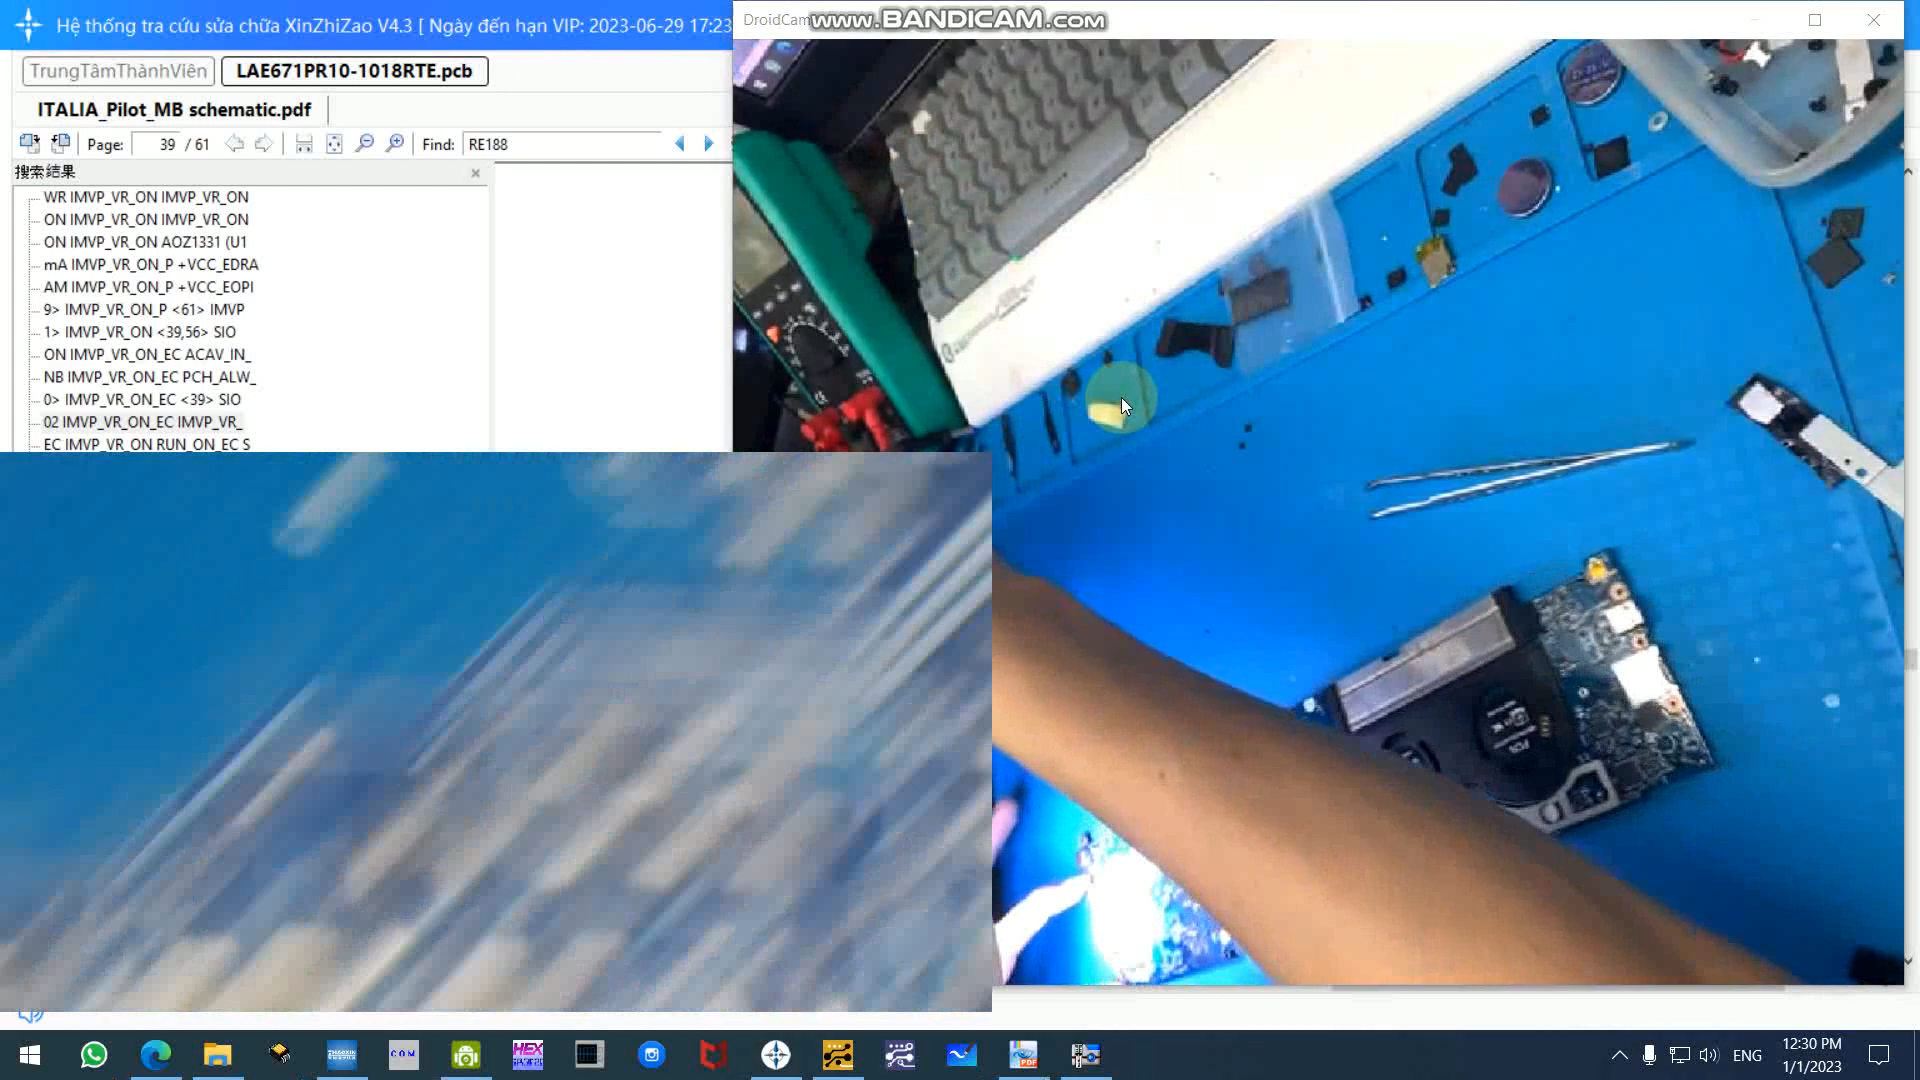 Hệ thống tra cứu sửa chữa XinZhiZao V4.3 [ Ngày đến hạn VIP: 2023-06-29 17:23
DroidCam
www.BANDICAM.com
TrungTâmThànhViên
LAE671PR10-1018RTE.pcb
ITALIA_Pilot_MB schematic.pdf
Page: 39 / 61
Find: RE188
搜索结果
WR IMVP_VR_ON IMVP_VR_ON
ON IMVP_VR_ON IMVP_VR_ON
ON IMVP_VR_ON AOZ1331 (U1
mA IMVP_VR_ON_P +VCC_EDRA
AM IMVP_VR_ON_P +VCC_EOPI
9> IMVP_VR_ON_P <61> IMVP
1> IMVP_VR_ON <39,56> SIO
ON IMVP_VR_ON_EC ACAV_IN_
NB IMVP_VR_ON_EC PCH_ALW_
0> IMVP_VR_ON_EC <39> SIO
02 IMVP_VR_ON_EC IMVP_VR_
EC IMVP_VR_ON RUN_ON_EC S
COM
HEX
PDF
ENG
12:30 PM
1/1/2023